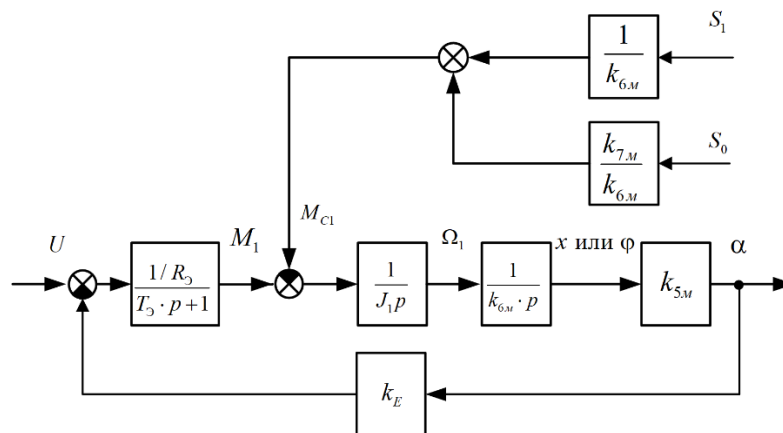 S₁
1
k₆ₘ
S₀
k₇ₘ
k₆ₘ
M_C1
U
M₁
Ω₁
x или φ
α
1 / R_Э
T_Э · p + 1
1
J₁p
1
k₆ₘ · p
k₅ₘ
k_E